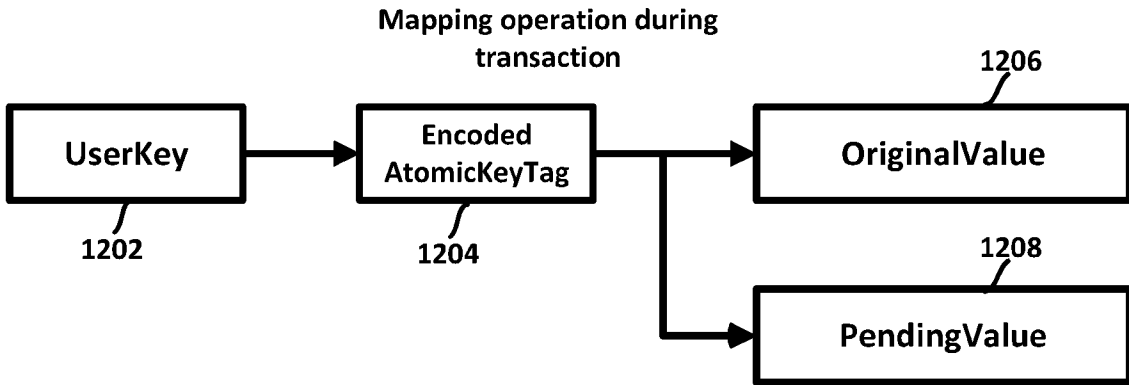 Mapping operation during
transaction
1206
UserKey
Encoded
AtomicKeyTag
OriginalValue
1202
1204
1208
PendingValue